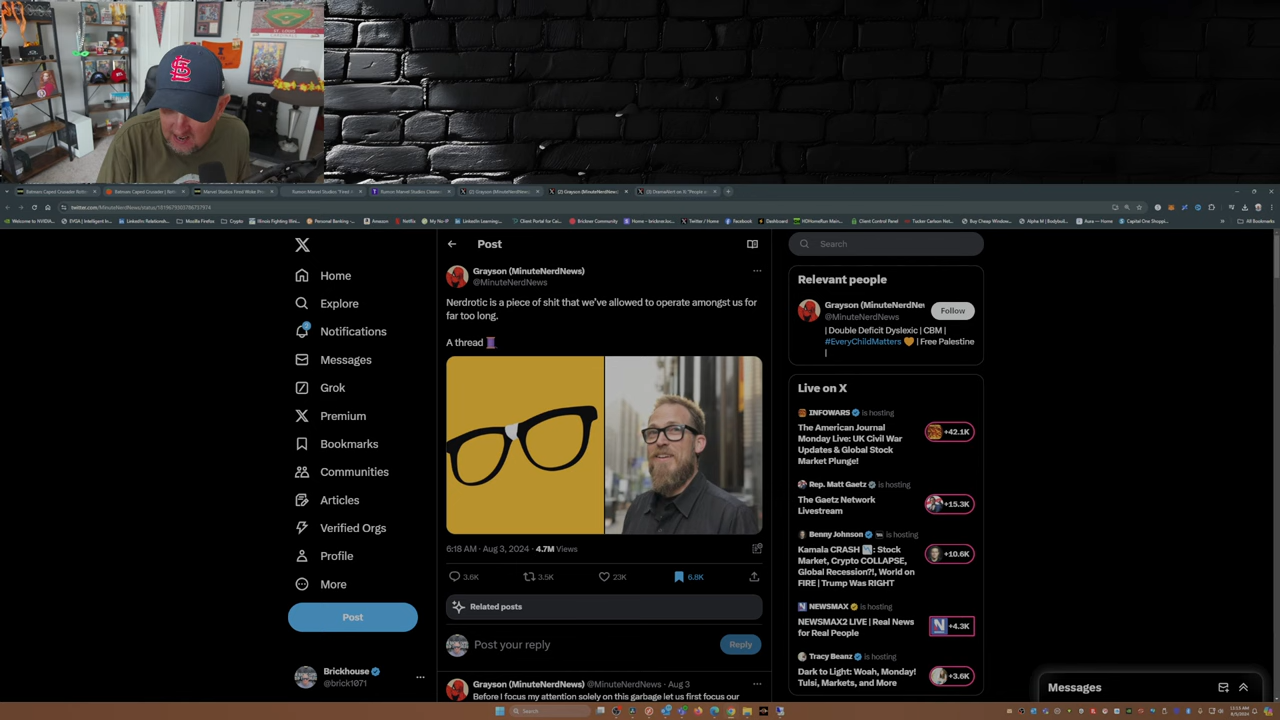 ST. LOUIS
twitter.com/MinuteNerdNews/status/
Home
Explore
Notifications
Messages
Grok
Premium
Bookmarks
Communities
Articles
Verified Orgs
Profile
More
Post
Brickhouse
@brick1071
Post
Grayson (MinuteNerdNews)
@MinuteNerdNews
Nerdrotic is a piece of shit that we've allowed to operate amongst us for
far too long.
A thread
6:18 AM · Aug 3, 2024 · 4.7M Views
3.6K 3.5K 23K 6.8K
Related posts
Post your reply
Reply
Grayson (MinuteNerdNews) @MinuteNerdNews · Aug 3
Before I focus my attention solely on this garbage let us first focus our
Search
Relevant people
Grayson (MinuteNerdNe
@MinuteNerdNews
Follow
| Double Deficit Dyslexic | CBM |
#EveryChildMatters 🧡 | Free Palestine
|
Live on X
INFOWARS is hosting
The American Journal
Monday Live: UK Civil War
Updates & Global Stock
Market Plunge!
+42.1K
Rep. Matt Gaetz is hosting
The Gaetz Network
Livestream
+15.3K
Benny Johnson is hosting
Kamala CRASH : Stock
Market, Crypto COLLAPSE,
Global Recession?!, World on
FIRE | Trump Was RIGHT
+10.6K
NEWSMAX is hosting
NEWSMAX2 LIVE | Real News
for Real People
+4.3K
Tracy Beanz is hosting
Dark to Light: Woah, Monday!
Tulsi, Markets, and More
+3.6K
Messages
Search